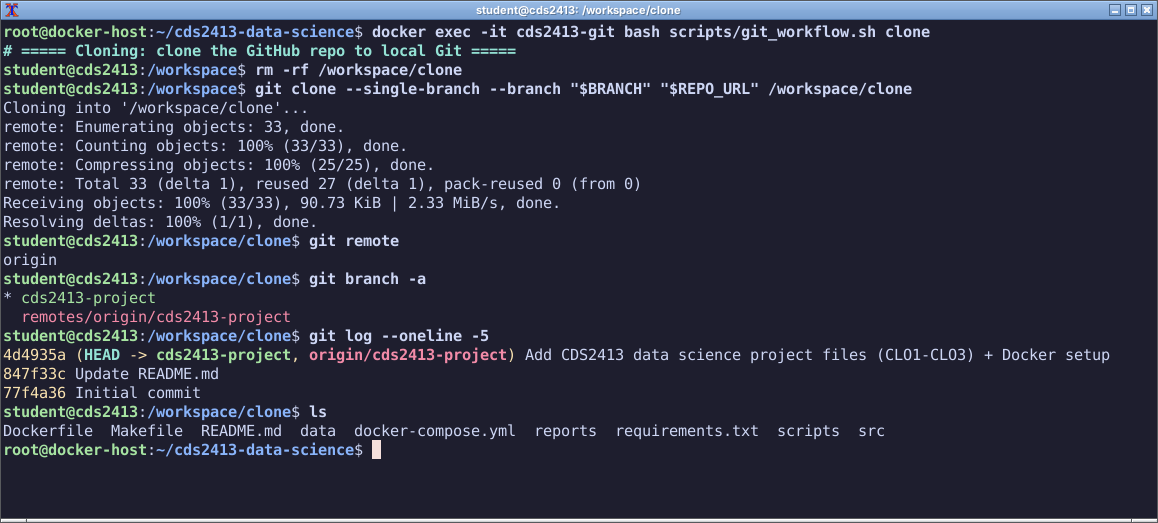 student@cds2413: /workspace/clone
root@docker-host:~/cds2413-data-science$ docker exec -it cds2413-git bash scripts/git_workflow.sh clone
# ===== Cloning: clone the GitHub repo to local Git =====
student@cds2413:/workspace$ rm -rf /workspace/clone
student@cds2413:/workspace$ git clone --single-branch --branch "$BRANCH" "$REPO_URL" /workspace/clone
Cloning into '/workspace/clone'...
remote: Enumerating objects: 33, done.
remote: Counting objects: 100% (33/33), done.
remote: Compressing objects: 100% (25/25), done.
remote: Total 33 (delta 1), reused 27 (delta 1), pack-reused 0 (from 0)
Receiving objects: 100% (33/33), 90.73 KiB | 2.33 MiB/s, done.
Resolving deltas: 100% (1/1), done.
student@cds2413:/workspace/clone$ git remote
origin
student@cds2413:/workspace/clone$ git branch -a
* cds2413-project
  remotes/origin/cds2413-project
student@cds2413:/workspace/clone$ git log --oneline -5
4d4935a (HEAD -> cds2413-project, origin/cds2413-project) Add CDS2413 data science project files (CLO1-CLO3) + Docker setup
847f33c Update README.md
77f4a36 Initial commit
student@cds2413:/workspace/clone$ ls
Dockerfile  Makefile  README.md  data  docker-compose.yml  reports  requirements.txt  scripts  src
root@docker-host:~/cds2413-data-science$